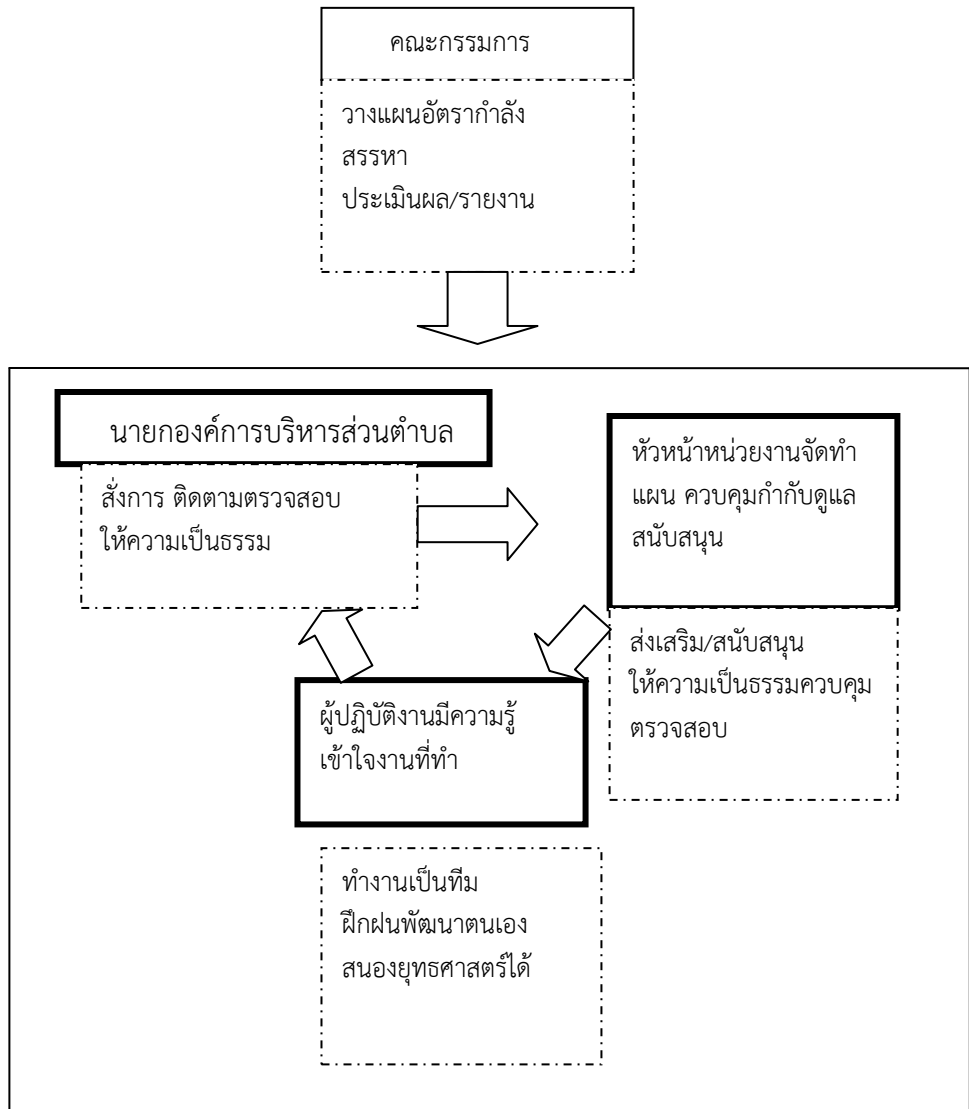 คณะกรรมการ
วางแผนอัตรากำลัง
สรรหา
ประเมินผล/รายงาน
นายกองค์การบริหารส่วนตำบล
สั่งการ ติดตามตรวจสอบ
ให้ความเป็นธรรม
หัวหน้าหน่วยงานจัดทำ
แผน ควบคุมกำกับดูแล
สนับสนุน
ส่งเสริม/สนับสนุน
ให้ความเป็นธรรมควบคุม
ตรวจสอบ
ผู้ปฏิบัติงานมีความรู้
เข้าใจงานที่ทำ
ทำงานเป็นทีม
ฝึกฝนพัฒนาตนเอง
สนองยุทธศาสตร์ได้